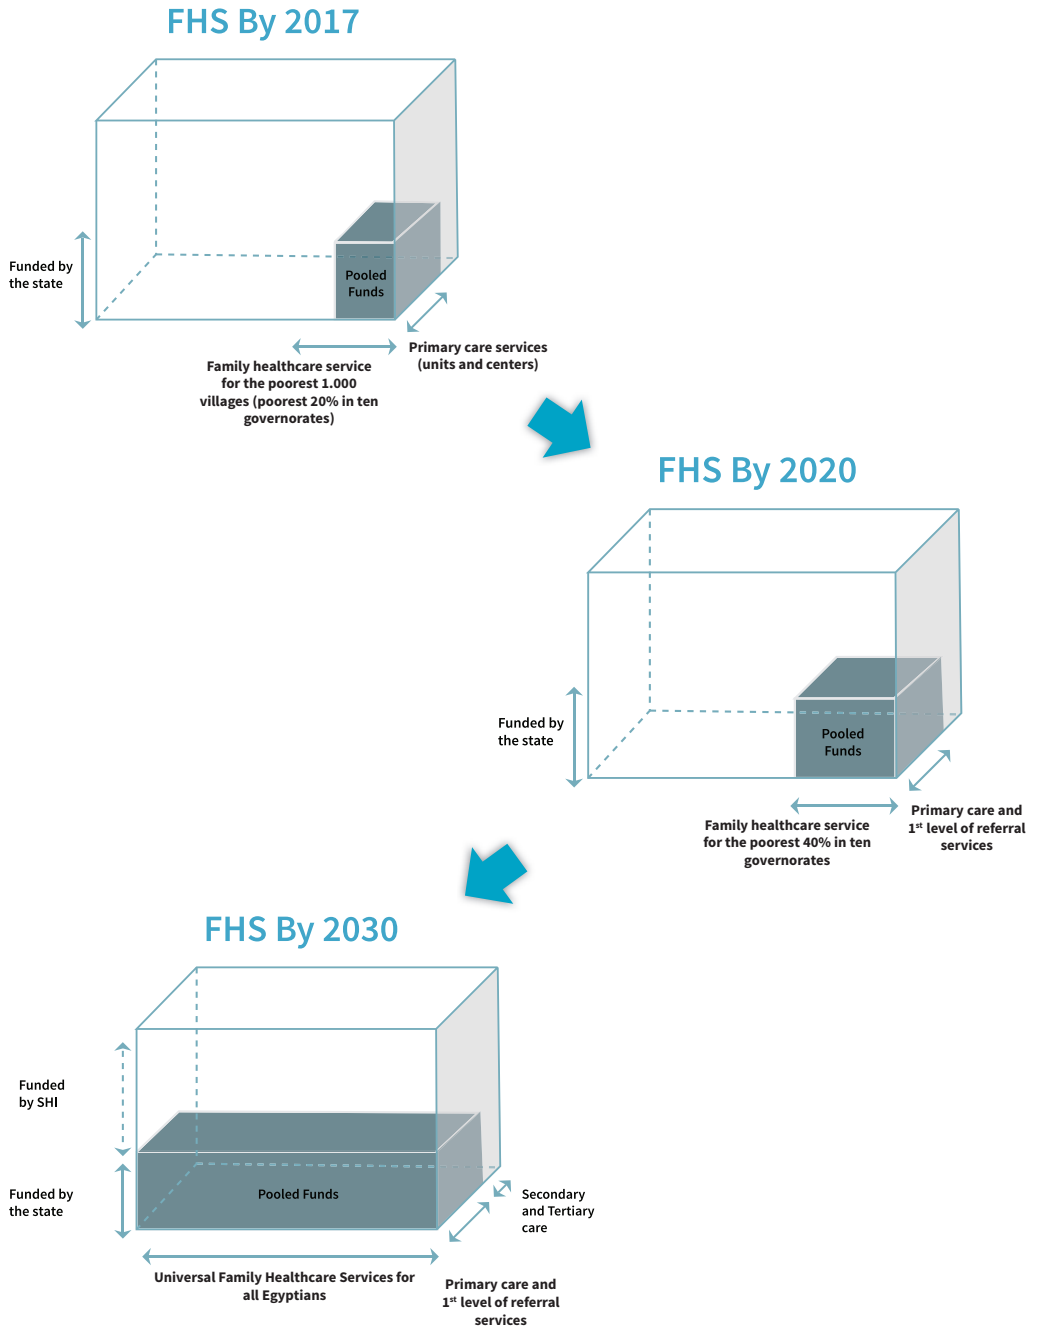 FHS By 2017
Funded by
the state
Pooled
Funds
Primary care services
(units and centers)
Family healthcare service
for the poorest 1.000
villages (poorest 20% in ten
governorates)
FHS By 2020
Funded by
the state
Pooled
Funds
Family healthcare service
for the poorest 40% in ten
governorates
Primary care and
1st level of referral
services
FHS By 2030
Funded
by SHI
Funded by
the state
Pooled Funds
Secondary
and Tertiary
care
Universal Family Healthcare Services for
all Egyptians
Primary care and
1st level of referral
services